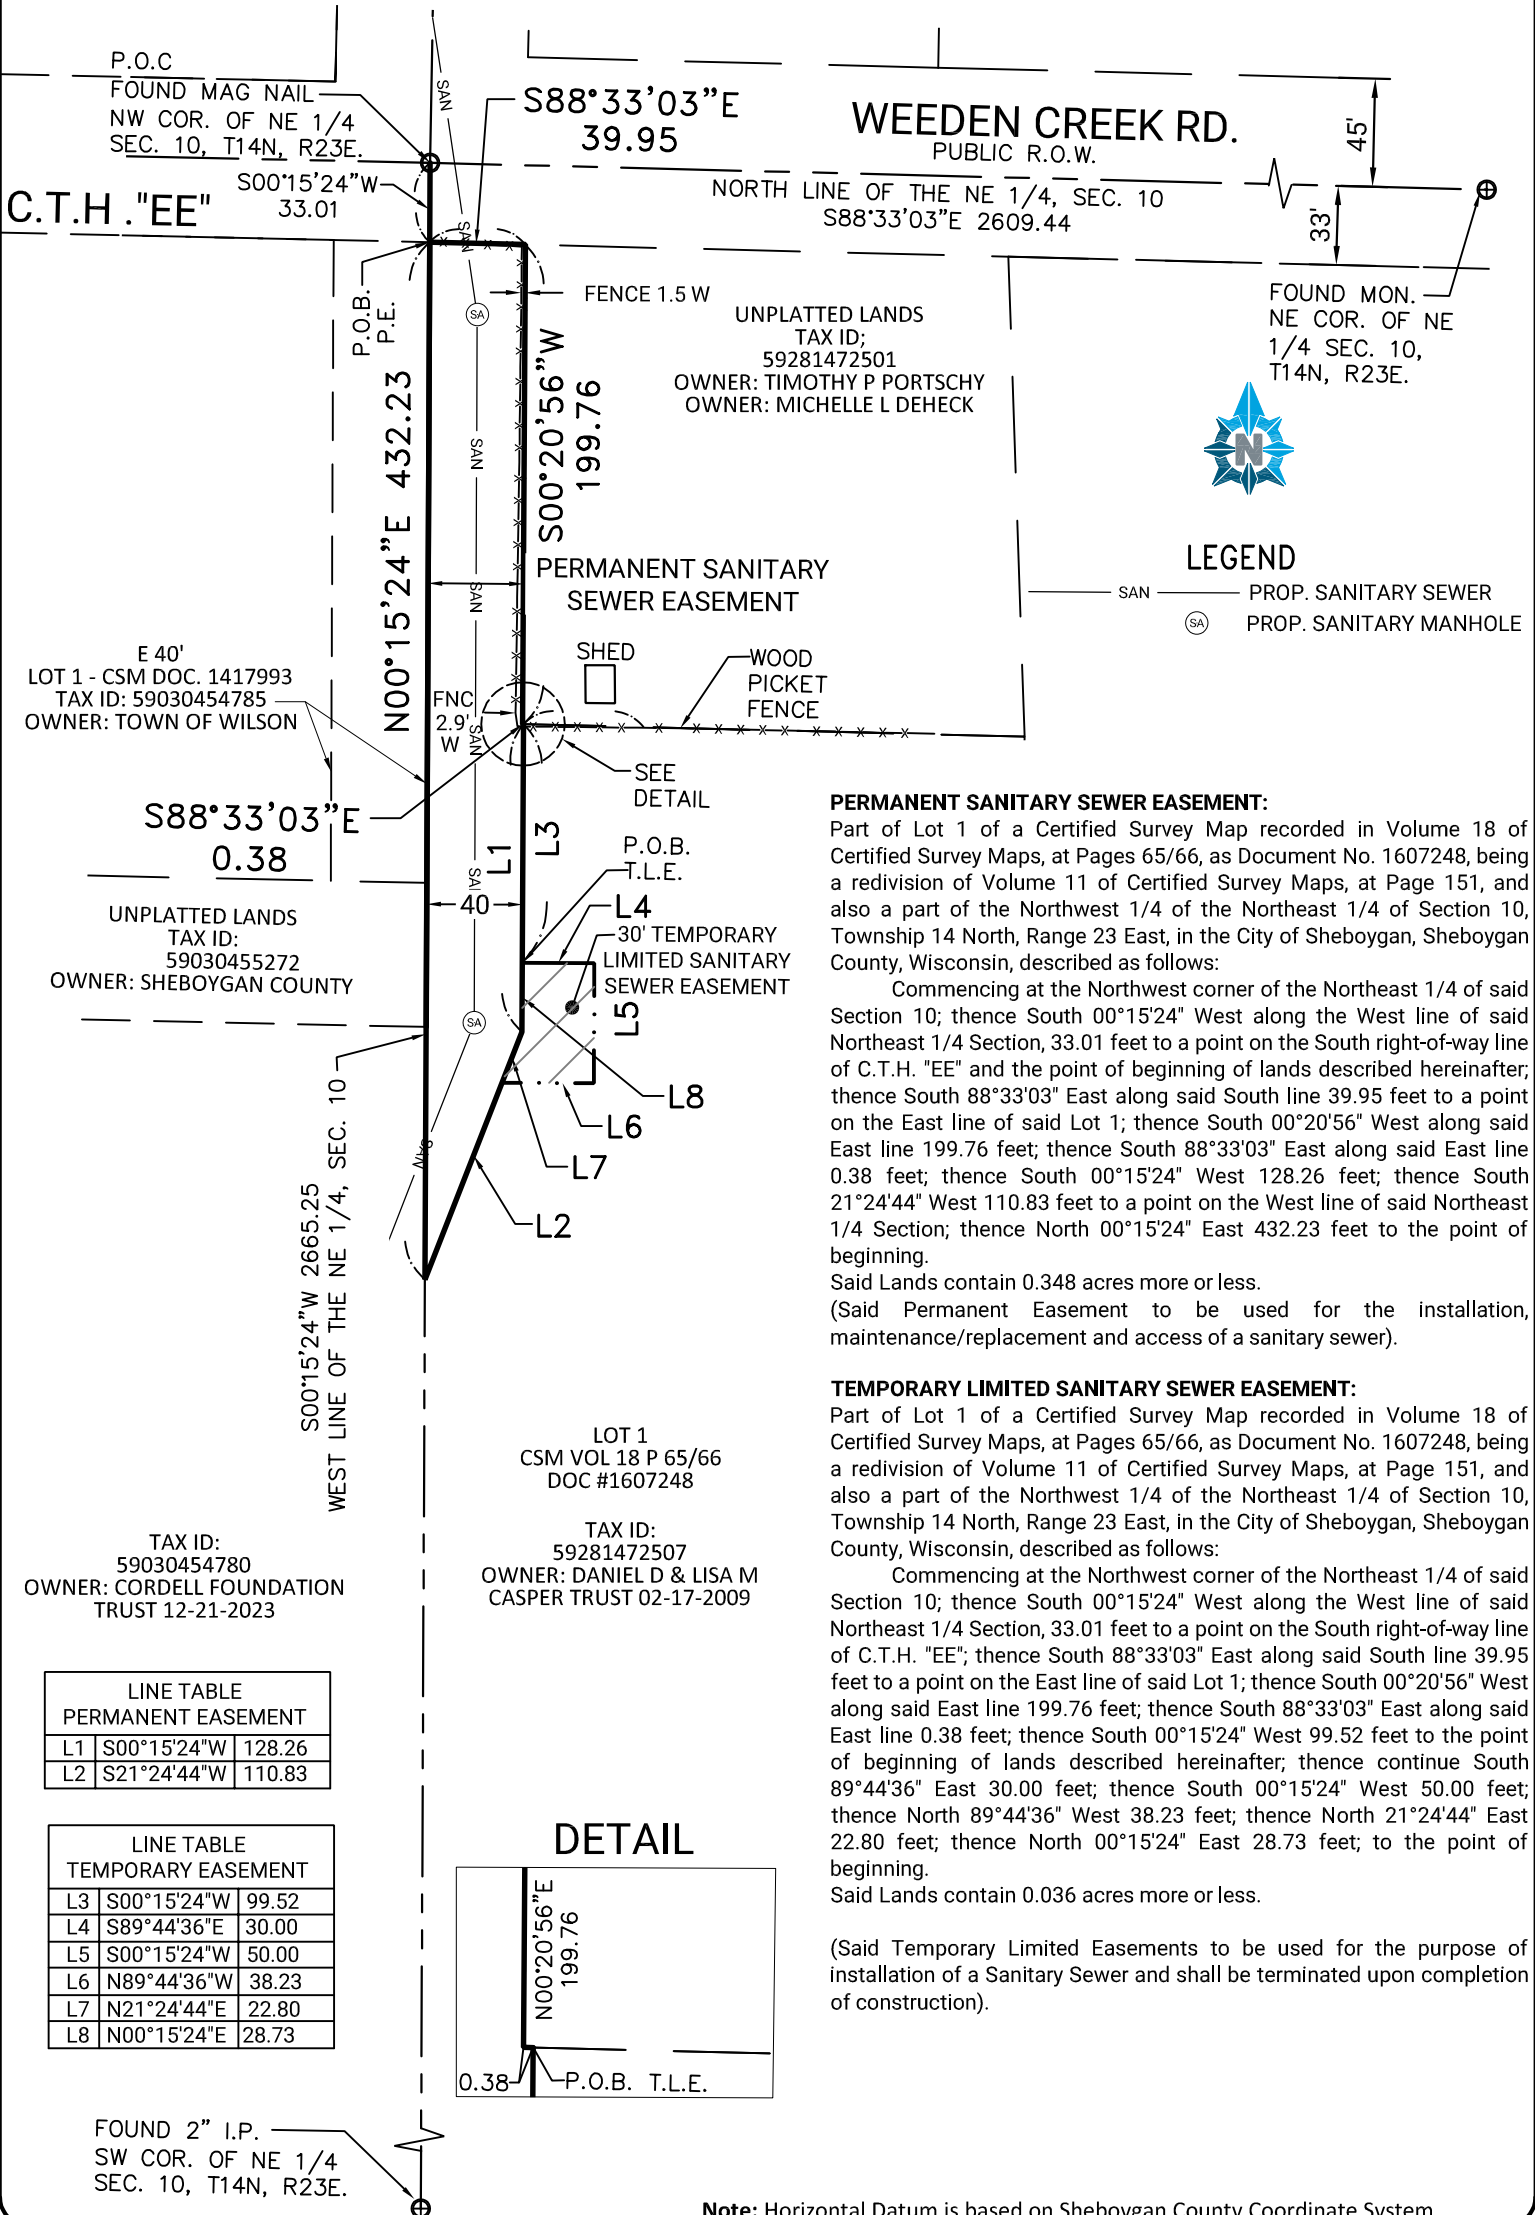 P.O.C
FOUND MAG NAIL
NW COR. OF NE 1/4
SEC. 10, T14N, R23E.
S00°15'24"W
33.01
C.T.H ."EE"
SAN
S88°33'03"E
39.95
WEEDEN CREEK RD.
PUBLIC R.O.W.
45'
NORTH LINE OF THE NE 1/4, SEC. 10
S88°33'03"E 2609.44
33'
FOUND MON.
NE COR. OF NE
1/4 SEC. 10,
T14N, R23E.
SAN
P.O.B.
P.E.
SA
FENCE 1.5 W
UNPLATTED LANDS
TAX ID;
59281472501
OWNER: TIMOTHY P PORTSCHY
OWNER: MICHELLE L DEHECK
N
N00°15'24"E 432.23
SAN
S00°20'56"W
199.76
LEGEND
SAN PROP. SANITARY SEWER
SA PROP. SANITARY MANHOLE
PERMANENT SANITARY
SEWER EASEMENT
SAN
E 40'
LOT 1 - CSM DOC. 1417993
TAX ID: 59030454785
OWNER: TOWN OF WILSON
SHED
WOOD
PICKET
FENCE
FNC
2.9'
W
SAN
SAN
SEE
DETAIL
S88°33'03"E
0.38
L1
L3
P.O.B.
T.L.E.
SA
40
L4
30' TEMPORARY
LIMITED SANITARY
SEWER EASEMENT
UNPLATTED LANDS
TAX ID:
59030455272
OWNER: SHEBOYGAN COUNTY
SA
L5
L8
L6
L7
L2
SAN
S00°15'24"W 2665.25
WEST LINE OF THE NE 1/4, SEC. 10
LOT 1
CSM VOL 18 P 65/66
DOC #1607248
TAX ID:
59281472507
OWNER: DANIEL D & LISA M
CASPER TRUST 02-17-2009
TAX ID:
59030454780
OWNER: CORDELL FOUNDATION
TRUST 12-21-2023
LINE TABLE
PERMANENT EASEMENT
L1 S00°15'24"W 128.26
L2 S21°24'44"W 110.83
LINE TABLE
TEMPORARY EASEMENT
L3 S00°15'24"W 99.52
L4 S89°44'36"E 30.00
L5 S00°15'24"W 50.00
L6 N89°44'36"W 38.23
L7 N21°24'44"E 22.80
L8 N00°15'24"E 28.73
DETAIL
N00°20'56"E
199.76
0.38
P.O.B. T.L.E.
FOUND 2" I.P.
SW COR. OF NE 1/4
SEC. 10, T14N, R23E.
PERMANENT SANITARY SEWER EASEMENT:
Part of Lot 1 of a Certified Survey Map recorded in Volume 18 of
Certified Survey Maps, at Pages 65/66, as Document No. 1607248, being
a redivision of Volume 11 of Certified Survey Maps, at Page 151, and
also a part of the Northwest 1/4 of the Northeast 1/4 of Section 10,
Township 14 North, Range 23 East, in the City of Sheboygan, Sheboygan
County, Wisconsin, described as follows:
Commencing at the Northwest corner of the Northeast 1/4 of said
Section 10; thence South 00°15'24" West along the West line of said
Northeast 1/4 Section, 33.01 feet to a point on the South right-of-way line
of C.T.H. "EE" and the point of beginning of lands described hereinafter;
thence South 88°33'03" East along said South line 39.95 feet to a point
on the East line of said Lot 1; thence South 00°20'56" West along said
East line 199.76 feet; thence South 88°33'03" East along said East line
0.38 feet; thence South 00°15'24" West 128.26 feet; thence South
21°24'44" West 110.83 feet to a point on the West line of said Northeast
1/4 Section; thence North 00°15'24" East 432.23 feet to the point of
beginning.
Said Lands contain 0.348 acres more or less.
(Said Permanent Easement to be used for the installation,
maintenance/replacement and access of a sanitary sewer).
TEMPORARY LIMITED SANITARY SEWER EASEMENT:
Part of Lot 1 of a Certified Survey Map recorded in Volume 18 of
Certified Survey Maps, at Pages 65/66, as Document No. 1607248, being
a redivision of Volume 11 of Certified Survey Maps, at Page 151, and
also a part of the Northwest 1/4 of the Northeast 1/4 of Section 10,
Township 14 North, Range 23 East, in the City of Sheboygan, Sheboygan
County, Wisconsin, described as follows:
Commencing at the Northwest corner of the Northeast 1/4 of said
Section 10; thence South 00°15'24" West along the West line of said
Northeast 1/4 Section, 33.01 feet to a point on the South right-of-way line
of C.T.H. "EE"; thence South 88°33'03" East along said South line 39.95
feet to a point on the East line of said Lot 1; thence South 00°20'56" West
along said East line 199.76 feet; thence South 88°33'03" East along said
East line 0.38 feet; thence South 00°15'24" West 99.52 feet to the point
of beginning of lands described hereinafter; thence continue South
89°44'36" East 30.00 feet; thence South 00°15'24" West 50.00 feet;
thence North 89°44'36" West 38.23 feet; thence North 21°24'44" East
22.80 feet; thence North 00°15'24" East 28.73 feet; to the point of
beginning.
Said Lands contain 0.036 acres more or less.
(Said Temporary Limited Easements to be used for the purpose of
installation of a Sanitary Sewer and shall be terminated upon completion
of construction).
Note: Horizontal Datum is based on Sheboygan County Coordinate System